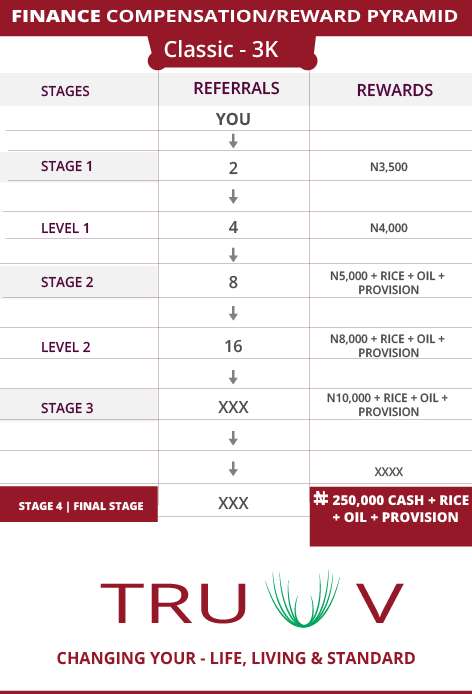 FINANCE COMPENSATION/REWARD PYRAMID
Classic - 3K
STAGES REFERRALS REWARDS
YOU
STAGE 1 2 N3,500
LEVEL 1 4 N4,000
STAGE 2 8 N5,000 + RICE + OIL +
PROVISION
LEVEL 2 16 N8,000 + RICE + OIL +
PROVISION
STAGE 3 XXX N10,000 + RICE + OIL +
PROVISION
XXXX
STAGE 4 | FINAL STAGE XXX # 250,000 CASH + RICE
+ OIL + PROVISION
TRU V
CHANGING YOUR - LIFE, LIVING & STANDARD